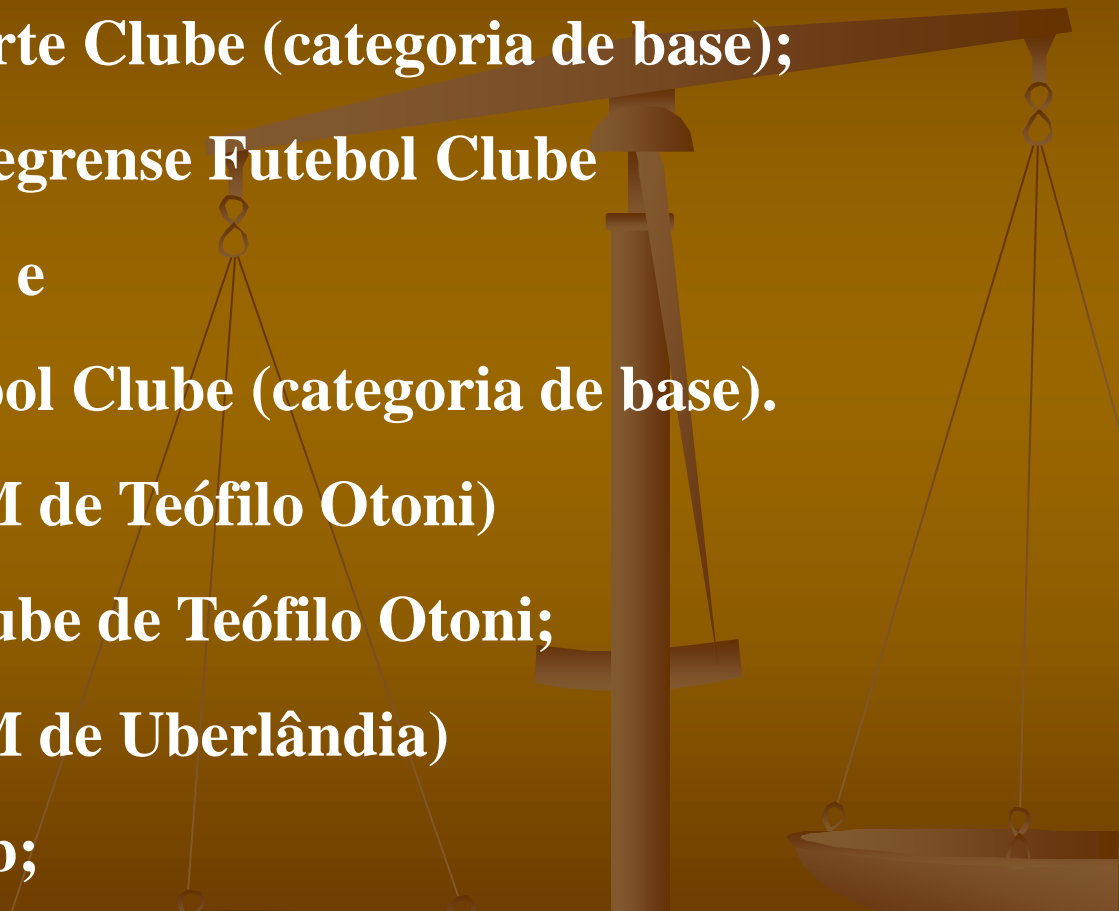 rte Clube (categoria de base);
egrense Futebol Clube
e
ol Clube (categoria de base).
M de Teófilo Otoni)
ube de Teófilo Otoni;
M de Uberlândia)
o;